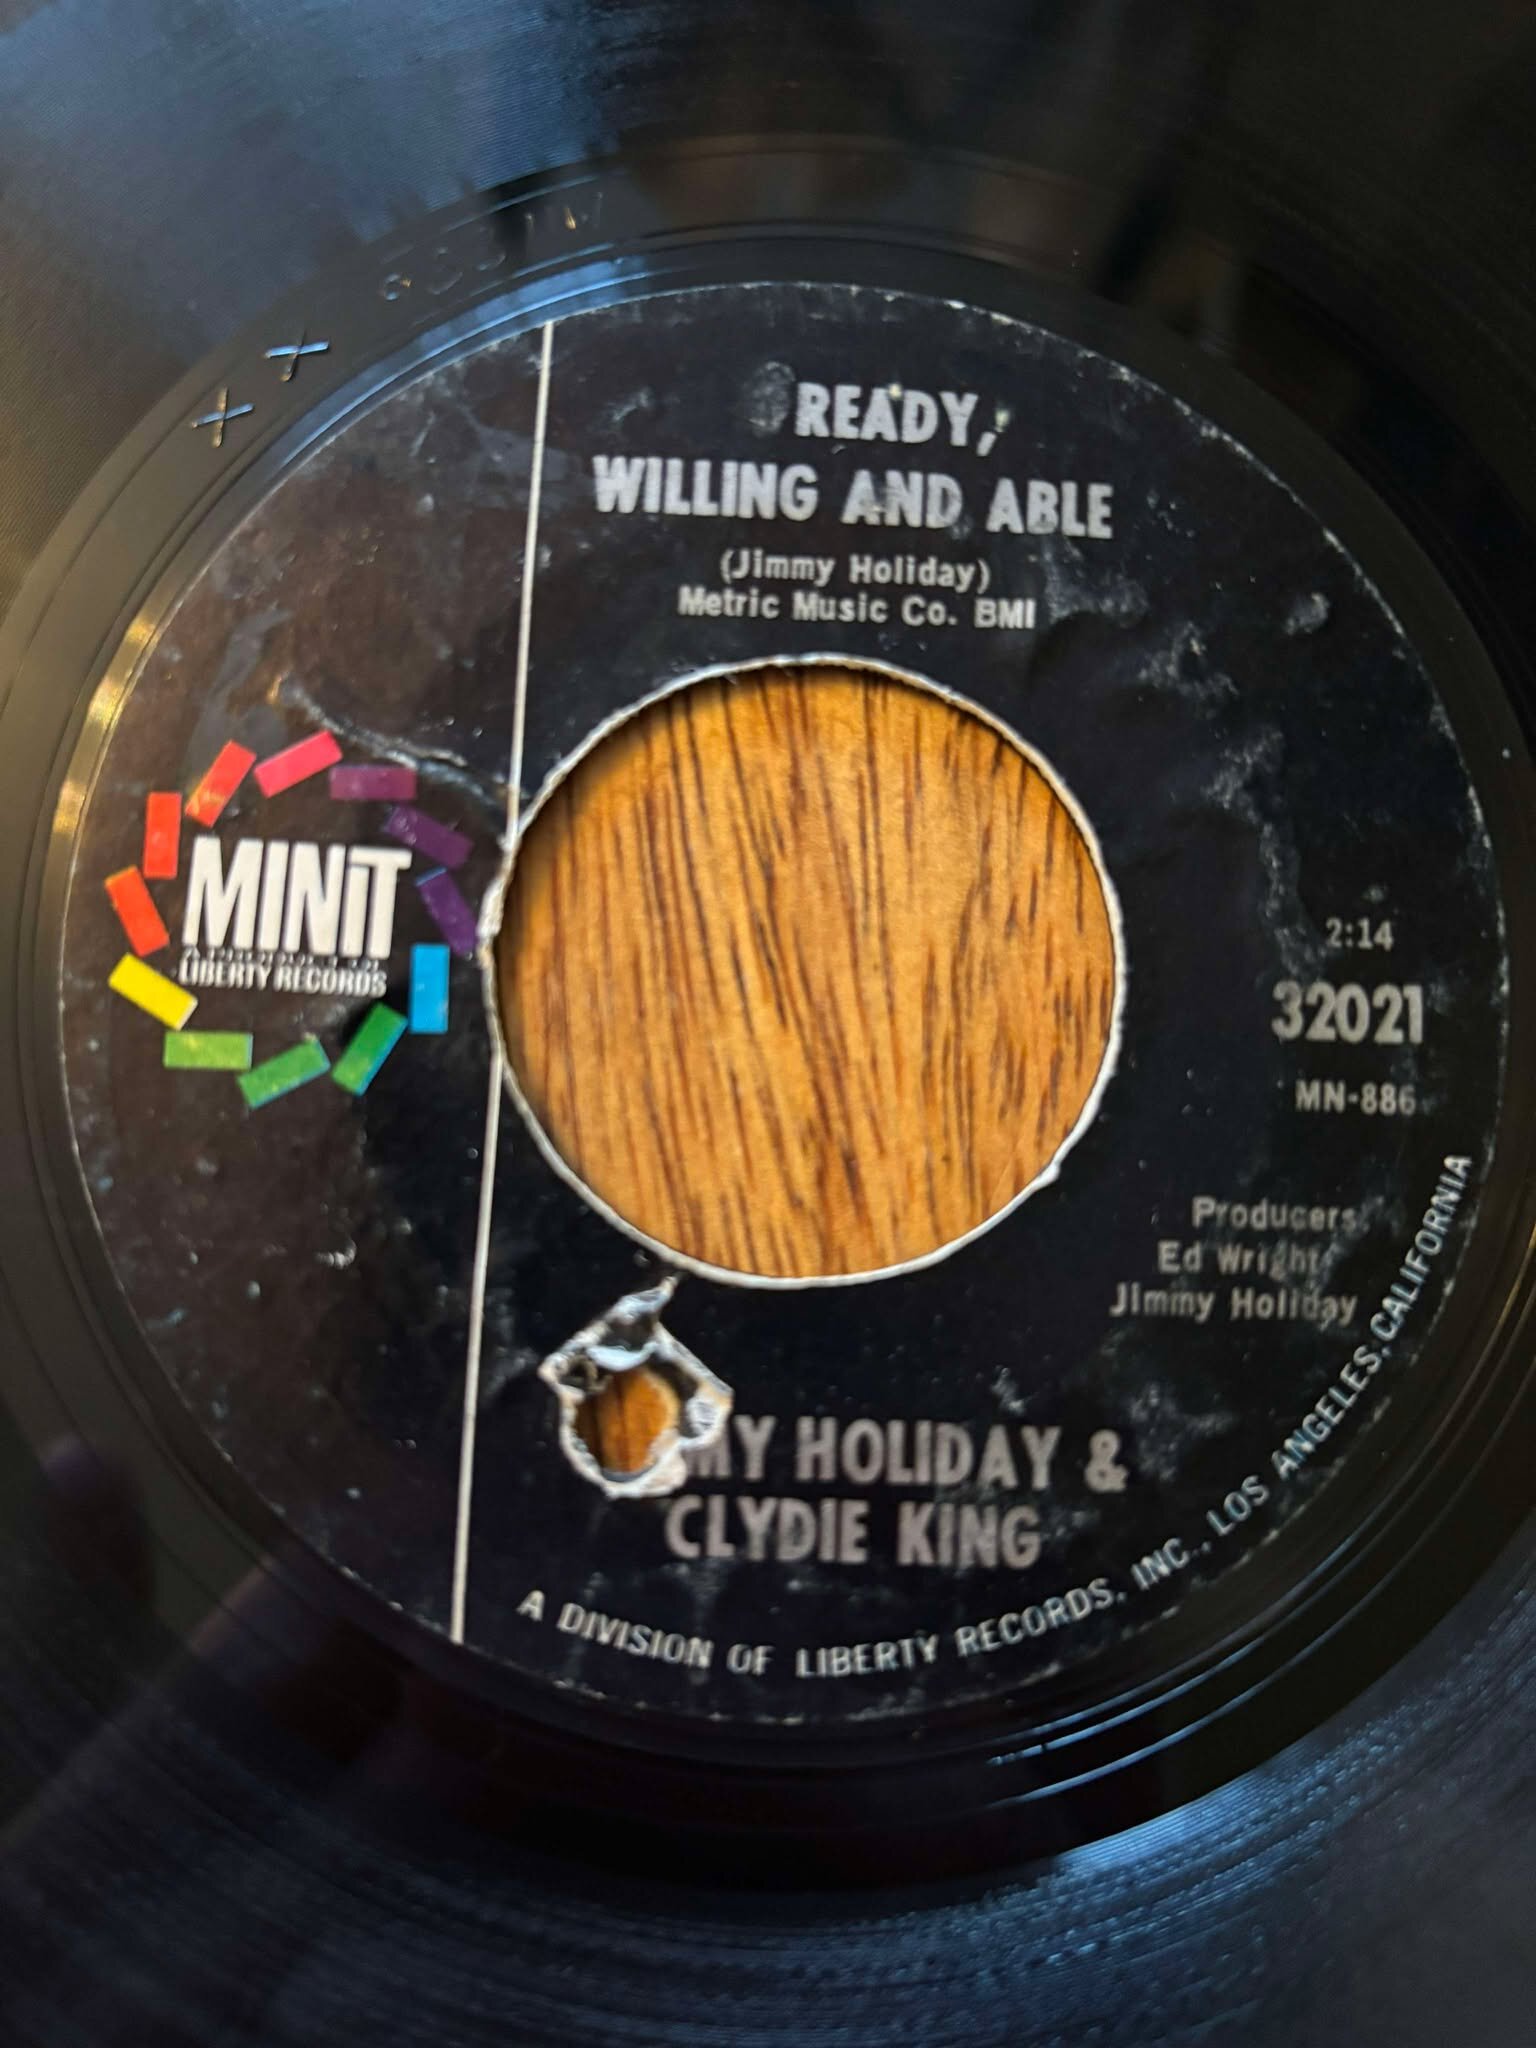 READY,
WILLING AND ABLE
(Jimmy Holiday)
Metric Music Co. BMI
MINIT
LIBERTY RECORDS
2:14
32021
MN-886
Producers:
Ed Wright
Jimmy Holiday
MY HOLIDAY &
CLYDIE KING
A DIVISION OF LIBERTY RECORDS, INC., LOS ANGELES, CALIFORNIA